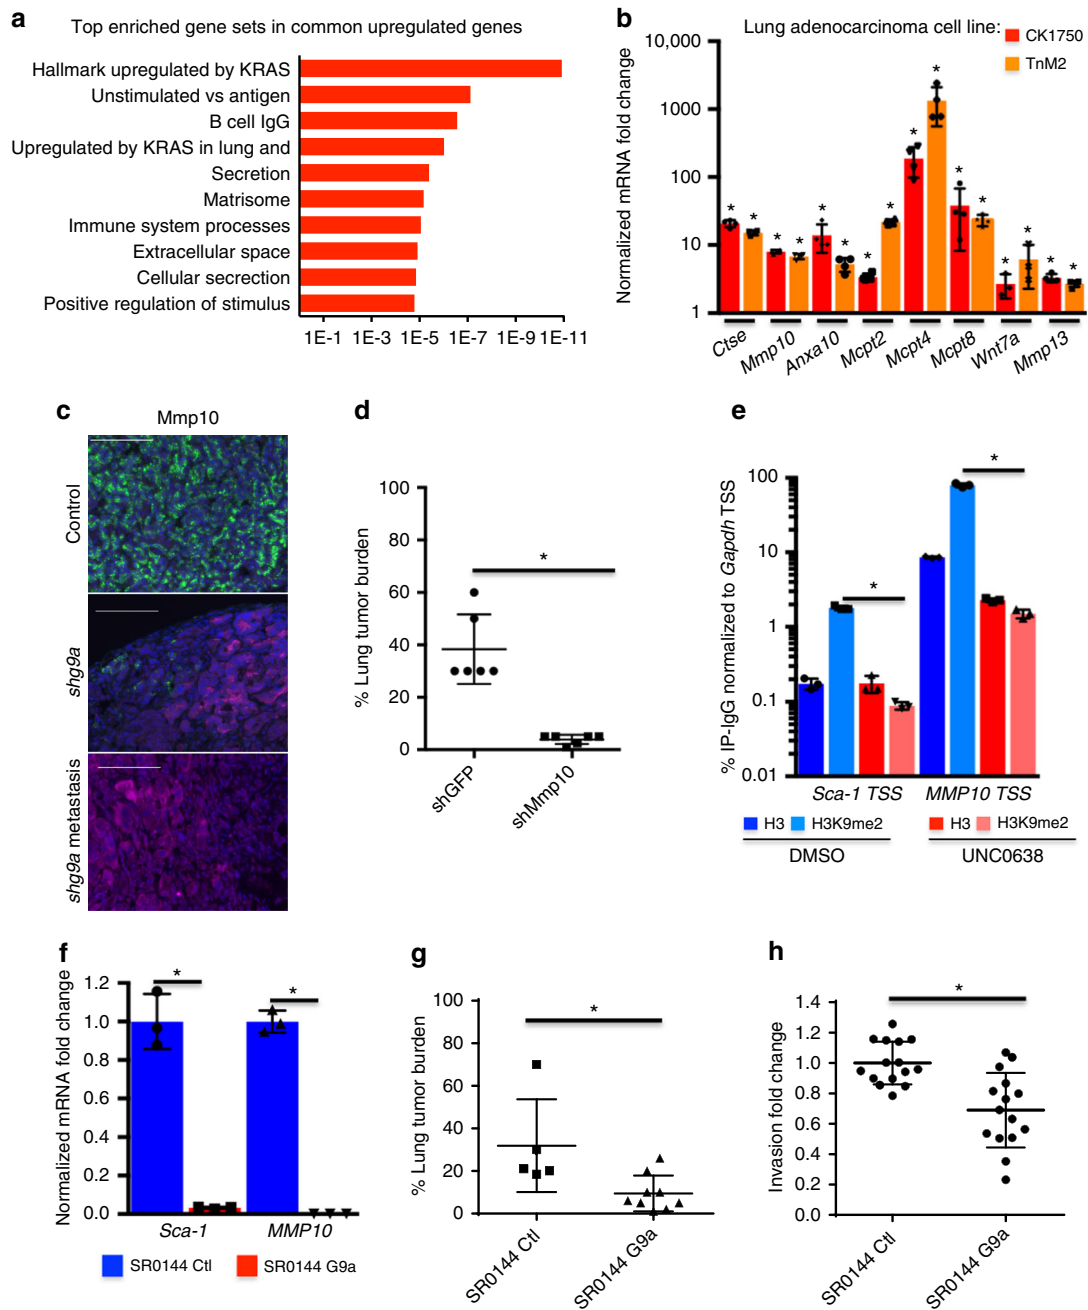 a
Top enriched gene sets in common upregulated genes
Hallmark upregulated by KRAS
Unstimulated vs antigen
B cell IgG
Upregulated by KRAS in lung and
Secretion
Matrisome
Immune system processes
Extracellular space
Cellular secretion
Positive regulation of stimulus
1E-1 1E-3 1E-5 1E-7 1E-9 1E-11
b
Lung adenocarcinoma cell line:
CK1750
TnM2
Normalized mRNA fold change
10,000
1000
100
10
1
* * * * * * * * * * * * * * * *
Ctse Mmp10 Anxa10 Mcpt2 Mcpt4 Mcpt8 Wnt7a Mmp13
c
Mmp10
Control
shg9a
shg9a metastasis
d
% Lung tumor burden
100
80
60
40
20
0
*
shGFP shMmp10
e
% IP-IgG normalized to Gapdh TSS
100
10
1
0.1
0.01
*
*
Sca-1 TSS MMP10 TSS
H3 H3K9me2 H3 H3K9me2
DMSO UNC0638
f
Normalized mRNA fold change
1.2
1.0
0.8
0.6
0.4
0.2
0.0
*
*
Sca-1 MMP10
SR0144 Ctl SR0144 G9a
g
% Lung tumor burden
100
80
60
40
20
0
*
SR0144 Ctl SR0144 G9a
h
Invasion fold change
1.4
1.2
1.0
0.8
0.6
0.4
0.2
0.0
*
SR0144 Ctl SR0144 G9a